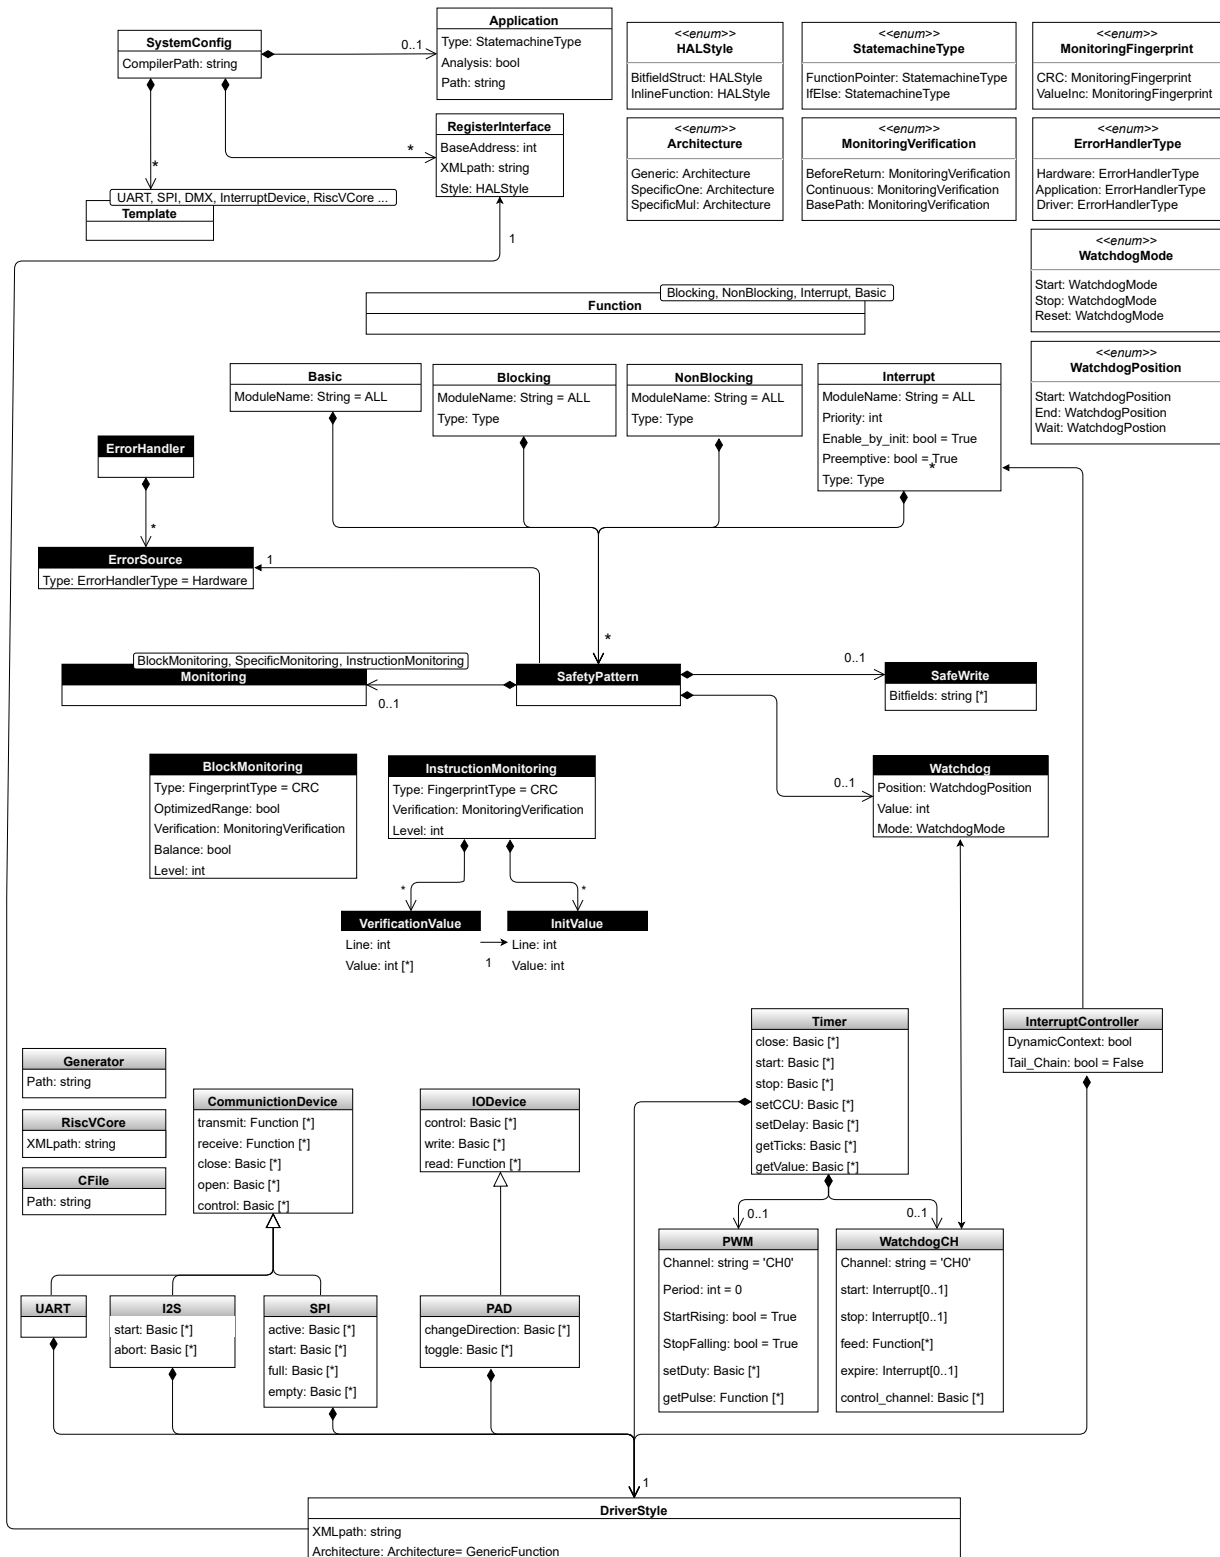 Application
Type: StatemachineType
Analysis: bool
Path: string
SystemConfig
CompilerPath: string
0..1
RegisterInterface
BaseAddress: int
XMLpath: string
Style: HALStyle
*
*
UART, SPI, DMX, InterruptDevice, RiscVCore ...
Template
1
<<enum>>
HALStyle
BitfieldStruct: HALStyle
InlineFunction: HALStyle
<<enum>>
StatemachineType
FunctionPointer: StatemachineType
IfElse: StatemachineType
<<enum>>
MonitoringFingerprint
CRC: MonitoringFingerprint
ValueInc: MonitoringFingerprint
<<enum>>
Architecture
Generic: Architecture
SpecificOne: Architecture
SpecificMul: Architecture
<<enum>>
MonitoringVerification
BeforeReturn: MonitoringVerification
Continuous: MonitoringVerification
BasePath: MonitoringVerification
<<enum>>
ErrorHandlerType
Hardware: ErrorHandlerType
Application: ErrorHandlerType
Driver: ErrorHandlerType
<<enum>>
WatchdogMode
Start: WatchdogMode
Stop: WatchdogMode
Reset: WatchdogMode
<<enum>>
WatchdogPosition
Start: WatchdogPosition
End: WatchdogPosition
Wait: WatchdogPostion
Blocking, NonBlocking, Interrupt, Basic
Function
Basic
ModuleName: String = ALL
Blocking
ModuleName: String = ALL
Type: Type
NonBlocking
ModuleName: String = ALL
Type: Type
Interrupt
ModuleName: String = ALL
Priority: int
Enable_by_init: bool = True
Preemptive: bool = True
*
Type: Type
ErrorHandler
*
ErrorSource
Type: ErrorHandlerType = Hardware
1
*
BlockMonitoring, SpecificMonitoring, InstructionMonitoring
Monitoring
0..1
SafetyPattern
0..1
SafeWrite
Bitfields: string [*]
BlockMonitoring
Type: FingerprintType = CRC
OptimizedRange: bool
Verification: MonitoringVerification
Balance: bool
Level: int
InstructionMonitoring
Type: FingerprintType = CRC
Verification: MonitoringVerification
Level: int
0..1
Watchdog
Position: WatchdogPosition
Value: int
Mode: WatchdogMode
*
*
VerificationValue
Line: int
Value: int [*]
1
InitValue
Line: int
Value: int
Timer
close: Basic [*]
start: Basic [*]
stop: Basic [*]
setCCU: Basic [*]
setDelay: Basic [*]
getTicks: Basic [*]
getValue: Basic [*]
InterruptController
DynamicContext: bool
Tail_Chain: bool = False
Generator
Path: string
RiscVCore
XMLpath: string
CFile
Path: string
CommunictionDevice
transmit: Function [*]
receive: Function [*]
close: Basic [*]
open: Basic [*]
control: Basic [*]
IODevice
control: Basic [*]
write: Basic [*]
read: Function [*]
0..1
0..1
PWM
Channel: string = 'CH0'
Period: int = 0
StartRising: bool = True
StopFalling: bool = True
setDuty: Basic [*]
getPulse: Function [*]
WatchdogCH
Channel: string = 'CH0'
start: Interrupt[0..1]
stop: Interrupt[0..1]
feed: Function[*]
expire: Interrupt[0..1]
control_channel: Basic [*]
UART
I2S
start: Basic [*]
abort: Basic [*]
SPI
active: Basic [*]
start: Basic [*]
full: Basic [*]
empty: Basic [*]
PAD
changeDirection: Basic [*]
toggle: Basic [*]
1
DriverStyle
XMLpath: string
Architecture: Architecture= GenericFunction